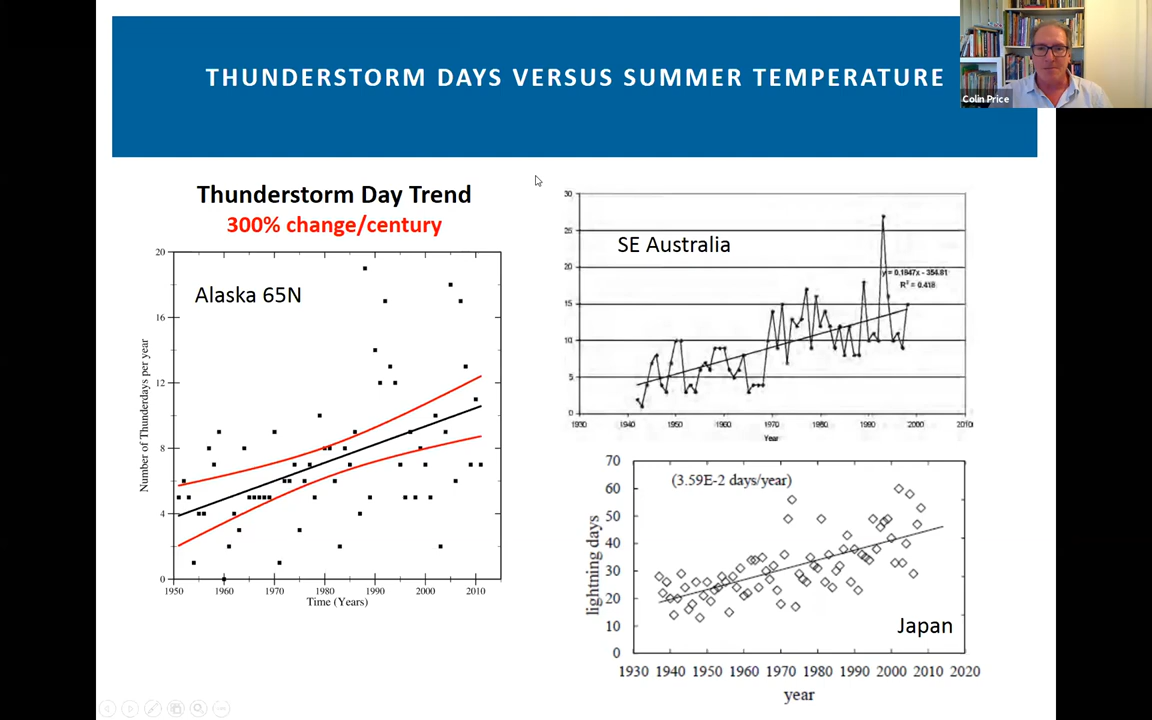 THUNDERSTORM DAYS VERSUS SUMMER TEMPERATURE
Colin Price
Thunderstorm Day Trend
300% change/century
Alaska 65N
Number of Thunderdays per year
20
16
12
8
4
0
1950 1960 1970 1980 1990 2000 2010
Time (Years)
SE Australia
30
25
20
15
10
5
0
y = 0.1847x - 354.81
R² = 0.418
1930 1940 1950 1960 1970 1980 1990 2000
Year
(3.59E-2 days/year)
lightning days
70
60
50
40
30
20
10
0
Japan
1930 1940 1950 1960 1970 1980 1990 2000 2010 2020
year